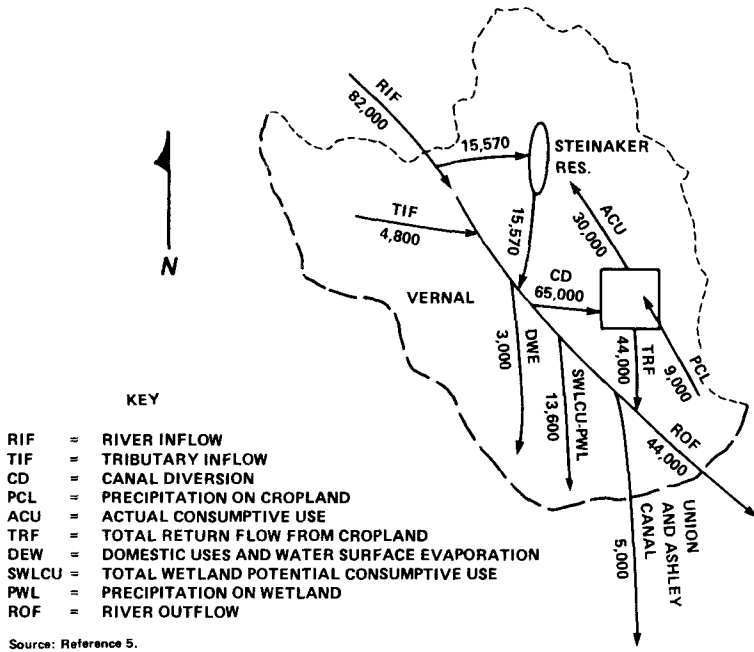 RIF
82,000
15,570
STEINAKER
RES.
TIF
4,800
15,570
ACU
30,000
CD
65,000
N
VERNAL
DWE
3,000
SWLCU-PWL
13,600
TRF
44,000
PCL
9,000
ROF
44,000
UNION
AND ASHLEY
CANAL
5,000
KEY
RIF = RIVER INFLOW
TIF = TRIBUTARY INFLOW
CD = CANAL DIVERSION
PCL = PRECIPITATION ON CROPLAND
ACU = ACTUAL CONSUMPTIVE USE
TRF = TOTAL RETURN FLOW FROM CROPLAND
DEW = DOMESTIC USES AND WATER SURFACE EVAPORATION
SWLCU = TOTAL WETLAND POTENTIAL CONSUMPTIVE USE
PWL = PRECIPITATION ON WETLAND
ROF = RIVER OUTFLOW
Source: Reference 5.